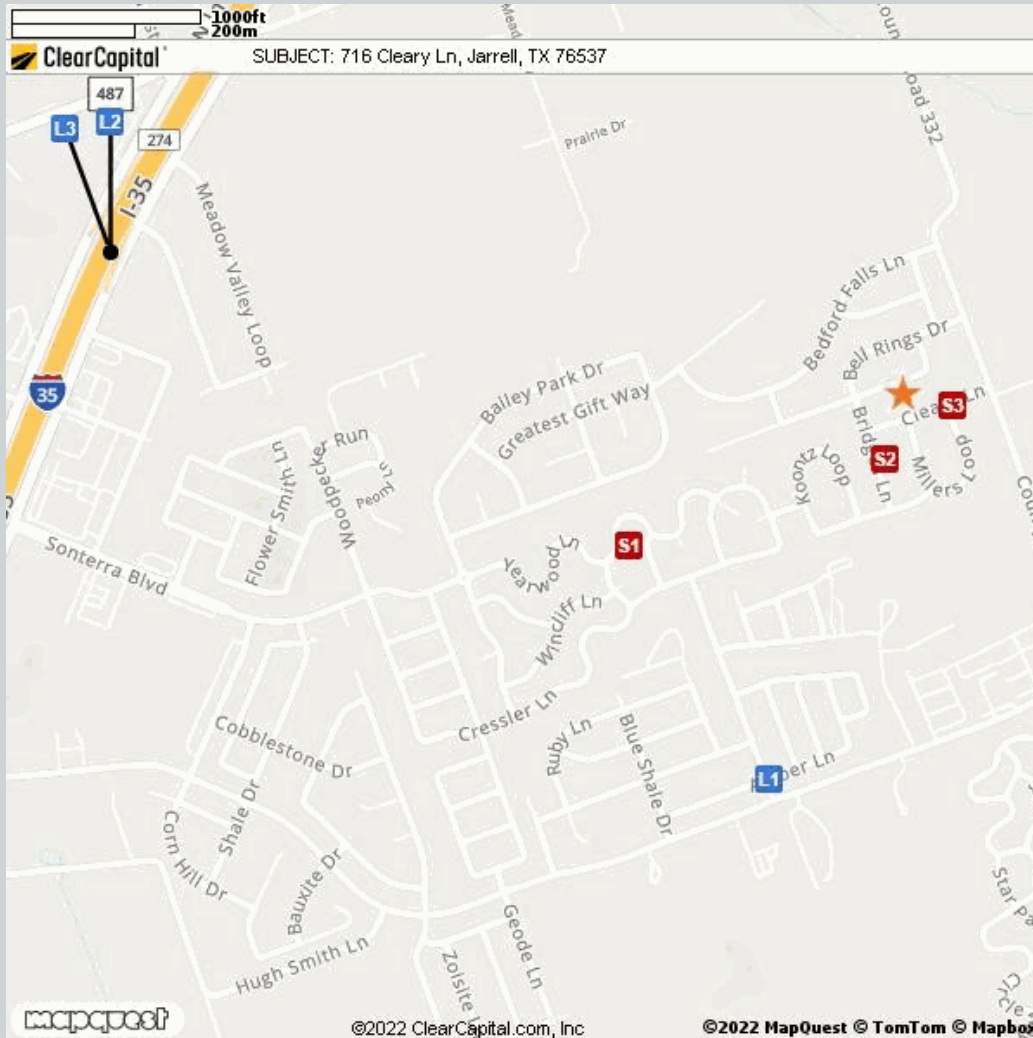 1000ft
200m
ClearCapital
SUBJECT: 716 Cleary Ln, Jarrell, TX 76537
487
L3
L2
274
I-35
Prairie Dr
Meadow Valley Loop
Bedford Falls Ln
Bell Rings Dr
35
Bailey Park Dr
Greatest Gift Way
S3
S2
Koontz Loop
Millers Loop
Woodpecker Run
Peony Ln
Flower Smith Ln
S1
Yearwood Ln
Sonterra Blvd
Windliff Ln
Cressler Ln
Cobblestone Dr
Ruby Ln
Blue Shale Dr
L1
Shale Dr
Corn Hill Dr
Bauxite Dr
Hugh Smith Ln
Geode Ln
Zoisite
Star
mapquest
©2022 ClearCapital.com, Inc
©2022 MapQuest © TomTom © Mapbox